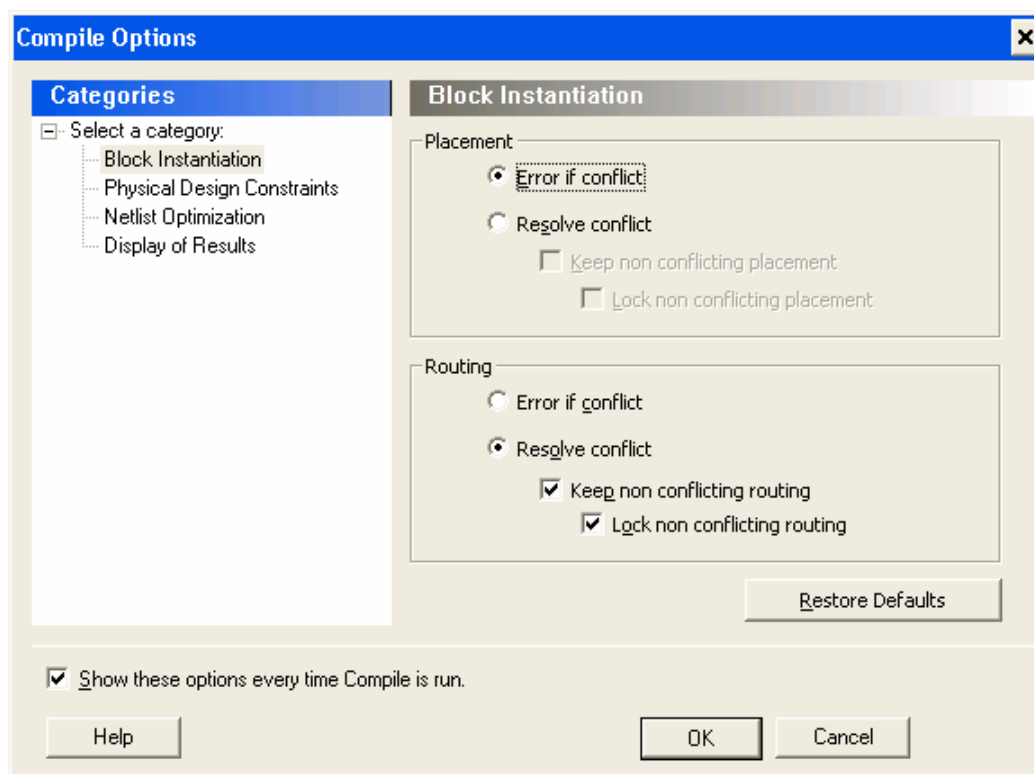 Compile Options
Categories
Select a category:
Block Instantiation
Physical Design Constraints
Netlist Optimization
Display of Results
Block Instantiation
Placement
Error if conflict
Resolve conflict
Keep non conflicting placement
Lock non conflicting placement
Routing
Error if conflict
Resolve conflict
Keep non conflicting routing
Lock non conflicting routing
Restore Defaults
Show these options every time Compile is run.
Help
OK
Cancel